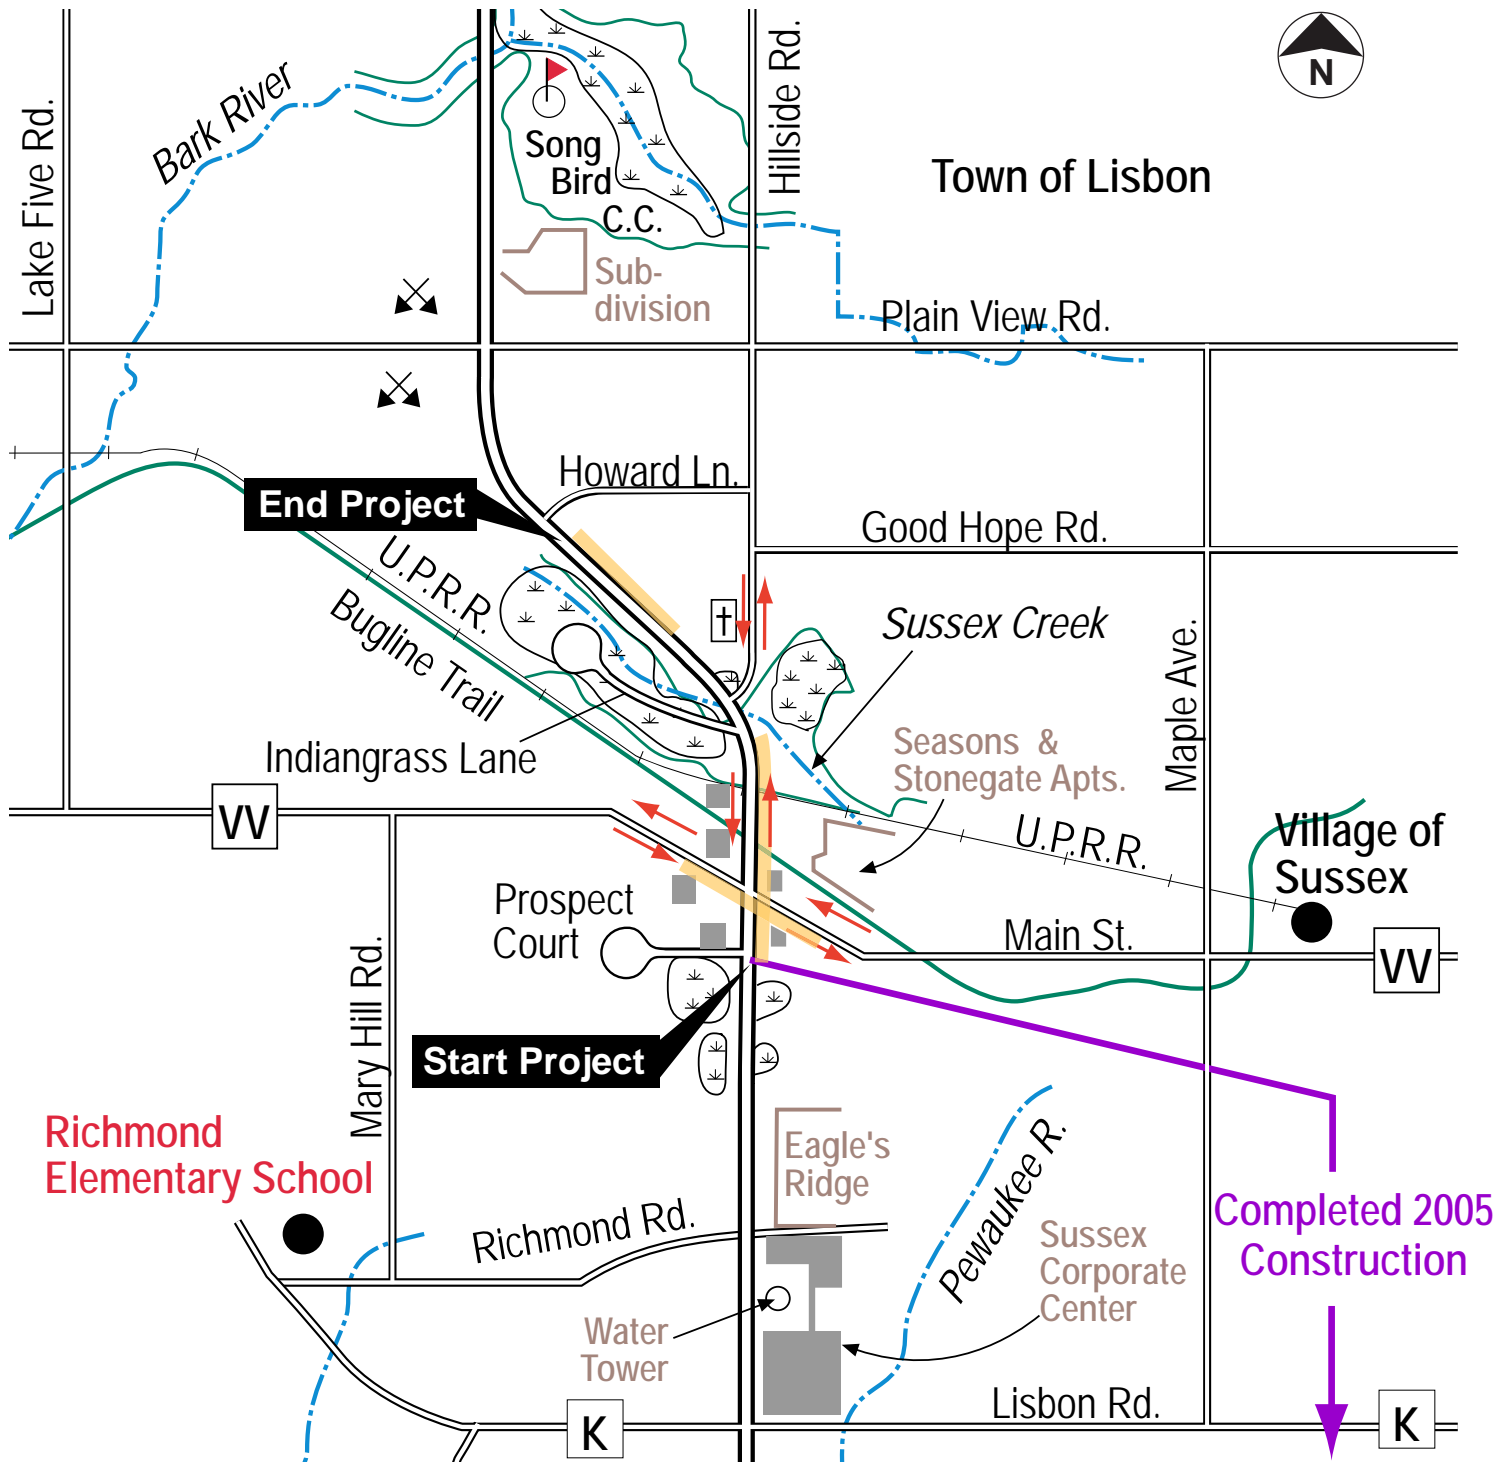 N
Hillside Rd.
Lake Five Rd.
Bark River
Song
Bird
C.C.
Town of Lisbon
Sub-
division
Plain View Rd.
Howard Ln.
End Project
Good Hope Rd.
U.P.R.R.
Bugline Trail
Sussex Creek
Maple Ave.
Indiangrass Lane
Seasons &
Stonegate Apts.
VV
U.P.R.R.
Village of
Sussex
Prospect
Court
Main St.
VV
Mary Hill Rd.
Start Project
Richmond
Elementary School
Eagle's
Ridge
Pewaukee R.
Richmond Rd.
Completed 2005
Construction
Sussex
Corporate
Center
Water
Tower
Lisbon Rd.
K
K